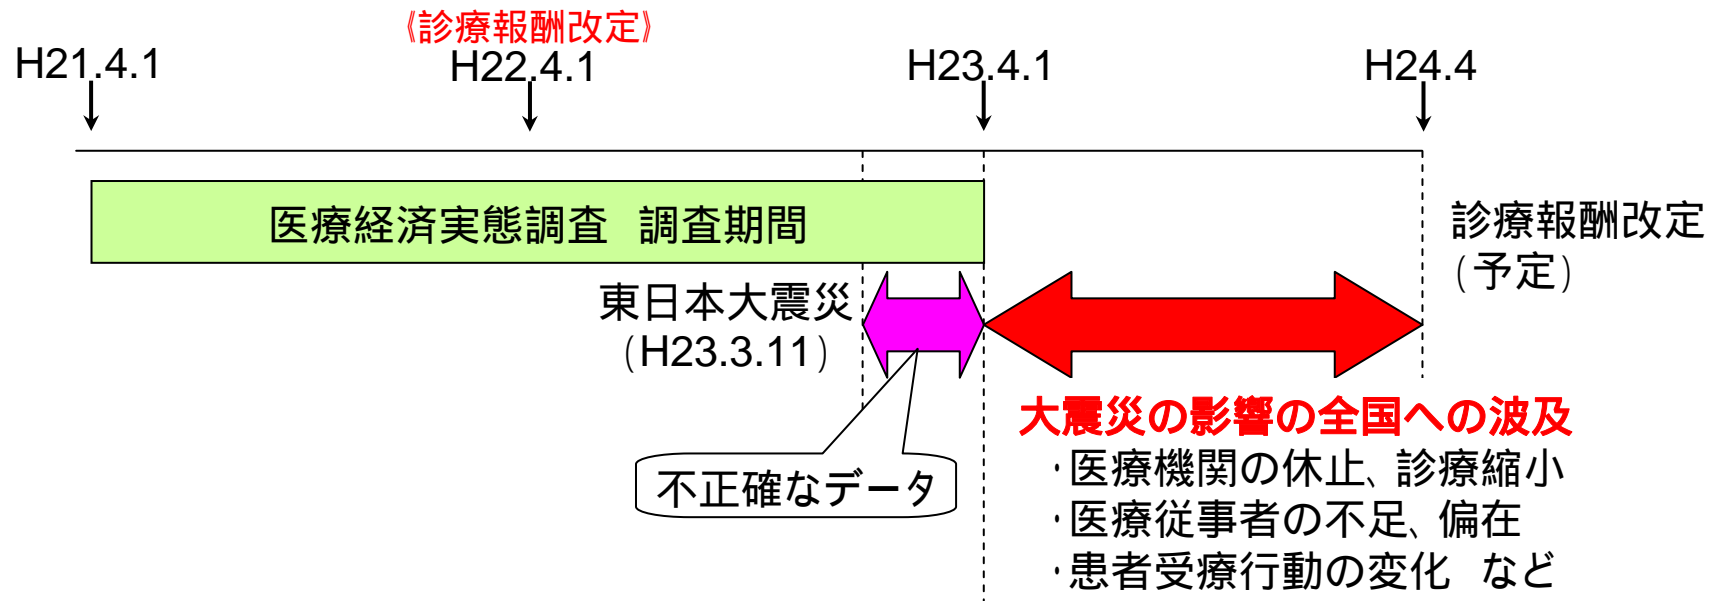 《診療報酬改定》
H21.4.1
H22.4.1
H23.4.1
H24.4
医療経済実態調査　調査期間
診療報酬改定
(予定)
東日本大震災
(H23.3.11)
不正確なデータ
大震災の影響の全国への波及
・医療機関の休止、診療縮小
・医療従事者の不足、偏在
・患者受療行動の変化　など